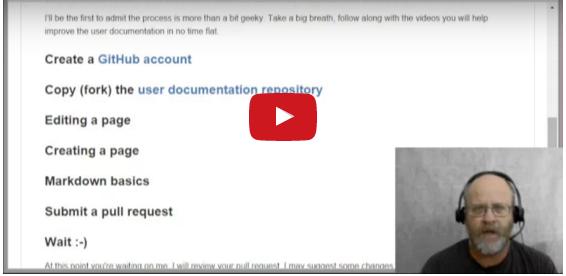 I'll be the first to admit the process is more than a bit geeky. Take a big breath, follow along with the videos you will help
improve the user documentation in no time flat.
Create a GitHub account
Copy (fork) the user documentation repository
Editing a page
Creating a page
Markdown basics
Submit a pull request
Wait :-)
At this point you're waiting on me. I will review your pull request. I may suggest some changes